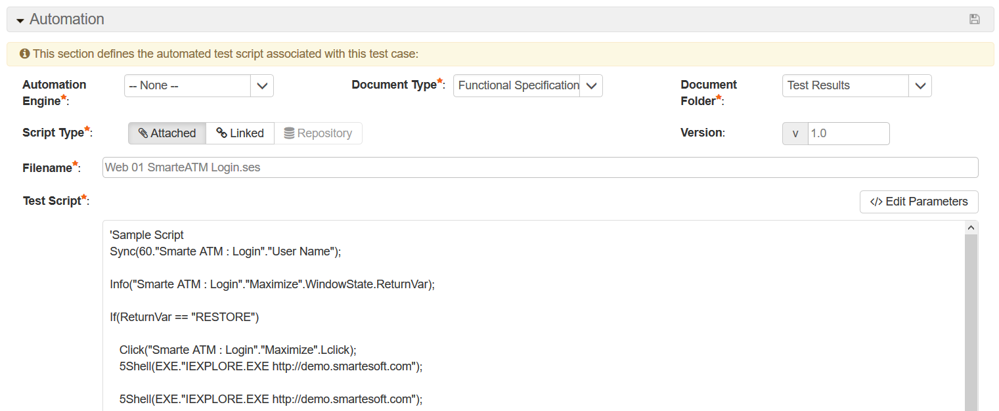 Automation
This section defines the automated test script associated with this test case:
Automation Engine*: -- None -- Document Type*: Functional Specification Document Folder*: Test Results
Script Type*: Attached Linked Repository Version: v 1.0
Filename*: Web 01 SmarteATM Login.ses
Test Script*: </> Edit Parameters
'Sample Script
Sync(60."Smarte ATM : Login"."User Name");
Info("Smarte ATM : Login"."Maximize".WindowState.ReturnVar);
If(ReturnVar == "RESTORE")
Click("Smarte ATM : Login"."Maximize".Lclick);
5Shell(EXE."IEXPLORE.EXE http://demo.smartesoft.com");
5Shell(EXE."IEXPLORE.EXE http://demo.smartesoft.com");